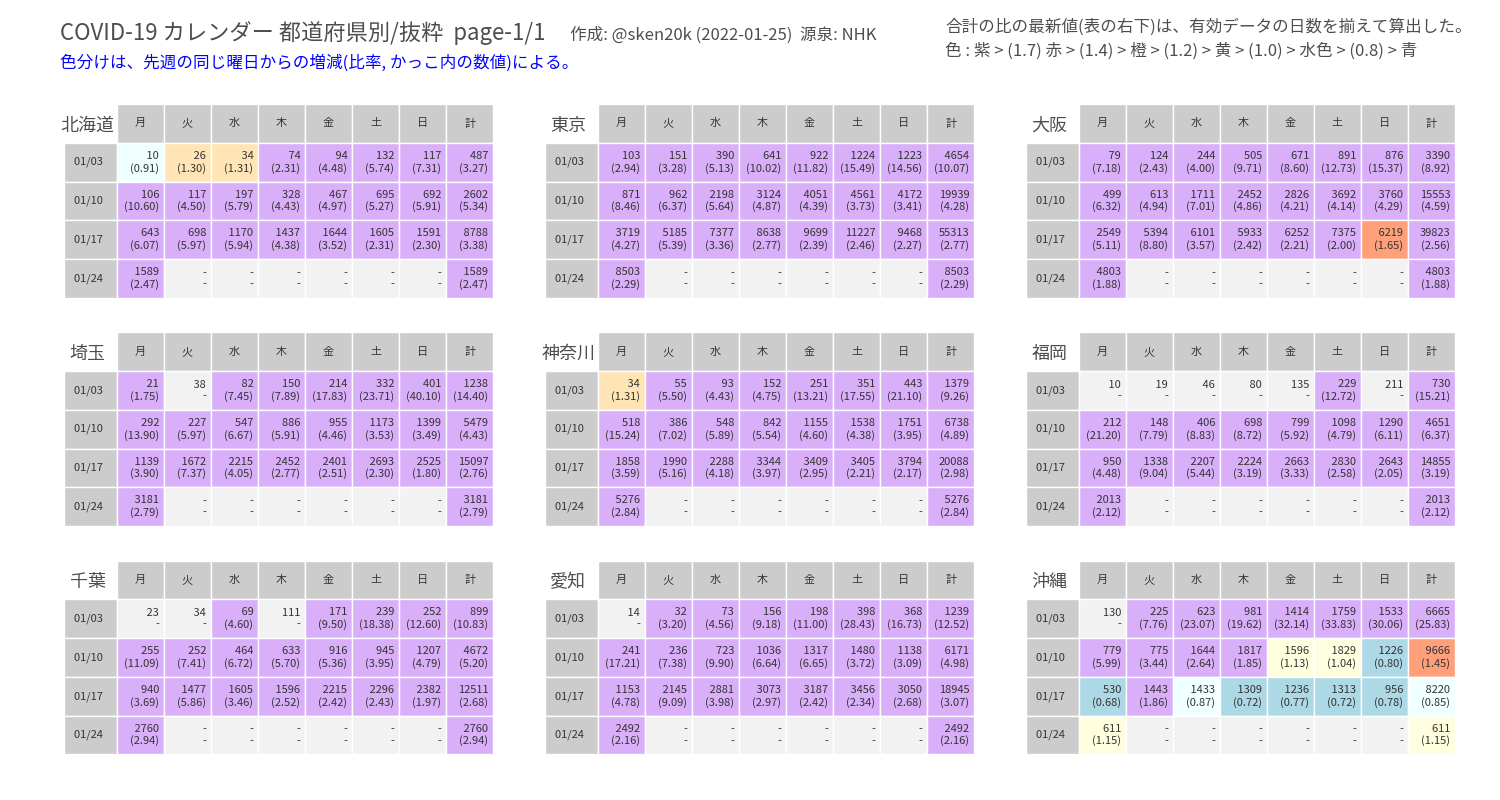 COVID-19 カレンダー 都道府県別/抜粋 page-1/1 作成: @sken20k (2022-01-25) 源泉: NHK
色分けは、先週の同じ曜日からの増減(比率, かっこ内の数値)による。
合計の比の最新値(表の右下)は、有効データの日数を揃えて算出した。
色 : 紫 > (1.7) 赤 > (1.4) 橙 > (1.2) > 黄 > (1.0) > 水色 > (0.8) > 青
北海道 月 火 水 木 金 土 日 計
01/03 10 26 34 74 94 132 117 487
(0.91) (1.30) (1.31) (2.31) (4.48) (5.74) (7.31) (3.27)
01/10 106 117 197 328 467 695 692 2602
(10.60) (4.50) (5.79) (4.43) (4.97) (5.27) (5.91) (5.34)
01/17 643 698 1170 1437 1644 1605 1591 8788
(6.07) (5.97) (5.94) (4.38) (3.52) (2.31) (2.30) (3.38)
01/24 1589 - - - - - - 1589
(2.47) - - - - - - (2.47)
東京 月 火 水 木 金 土 日 計
01/03 103 151 390 641 922 1224 1223 4654
(2.94) (3.28) (5.13) (10.02) (11.82) (15.49) (14.56) (10.07)
01/10 871 962 2198 3124 4051 4561 4172 19939
(8.46) (6.37) (5.64) (4.87) (4.39) (3.73) (3.41) (4.28)
01/17 3719 5185 7377 8638 9699 11227 9468 55313
(4.27) (5.39) (3.36) (2.77) (2.39) (2.46) (2.27) (2.77)
01/24 8503 - - - - - - 8503
(2.29) - - - - - - (2.29)
大阪 月 火 水 木 金 土 日 計
01/03 79 124 244 505 671 891 876 3390
(7.18) (2.43) (4.00) (9.71) (8.60) (12.73) (15.37) (8.92)
01/10 499 613 1711 2452 2826 3692 3760 15553
(6.32) (4.94) (7.01) (4.86) (4.21) (4.14) (4.29) (4.59)
01/17 2549 5394 6101 5933 6252 7375 6219 39823
(5.11) (8.80) (3.57) (2.42) (2.21) (2.00) (1.65) (2.56)
01/24 4803 - - - - - - 4803
(1.88) - - - - - - (1.88)
埼玉 月 火 水 木 金 土 日 計
01/03 21 38 82 150 214 332 401 1238
(1.75) - (7.45) (7.89) (17.83) (23.71) (40.10) (14.40)
01/10 292 227 547 886 955 1173 1399 5479
(13.90) (5.97) (6.67) (5.91) (4.46) (3.53) (3.49) (4.43)
01/17 1139 1672 2215 2452 2401 2693 2525 15097
(3.90) (7.37) (4.05) (2.77) (2.51) (2.30) (1.80) (2.76)
01/24 3181 - - - - - - 3181
(2.79) - - - - - - (2.79)
神奈川 月 火 水 木 金 土 日 計
01/03 34 55 93 152 251 351 443 1379
(1.31) (5.50) (4.43) (4.75) (13.21) (17.55) (21.10) (9.26)
01/10 518 386 548 842 1155 1538 1751 6738
(15.24) (7.02) (5.89) (5.54) (4.60) (4.38) (3.95) (4.89)
01/17 1858 1990 2288 3344 3409 3405 3794 20088
(3.59) (5.16) (4.18) (3.97) (2.95) (2.21) (2.17) (2.98)
01/24 5276 - - - - - - 5276
(2.84) - - - - - - (2.84)
福岡 月 火 水 木 金 土 日 計
01/03 10 19 46 80 135 229 211 730
- - - - - (12.72) - (15.21)
01/10 212 148 406 698 799 1098 1290 4651
(21.20) (7.79) (8.83) (8.72) (5.92) (4.79) (6.11) (6.37)
01/17 950 1338 2207 2224 2663 2830 2643 14855
(4.48) (9.04) (5.44) (3.19) (3.33) (2.58) (2.05) (3.19)
01/24 2013 - - - - - - 2013
(2.12) - - - - - - (2.12)
千葉 月 火 水 木 金 土 日 計
01/03 23 34 69 111 171 239 252 899
- - (4.60) - (9.50) (18.38) (12.60) (10.83)
01/10 255 252 464 633 916 945 1207 4672
(11.09) (7.41) (6.72) (5.70) (5.36) (3.95) (4.79) (5.20)
01/17 940 1477 1605 1596 2215 2296 2382 12511
(3.69) (5.86) (3.46) (2.52) (2.42) (2.43) (1.97) (2.68)
01/24 2760 - - - - - - 2760
(2.94) - - - - - - (2.94)
愛知 月 火 水 木 金 土 日 計
01/03 14 32 73 156 198 398 368 1239
- (3.20) (4.56) (9.18) (11.00) (28.43) (16.73) (12.52)
01/10 241 236 723 1036 1317 1480 1138 6171
(17.21) (7.38) (9.90) (6.64) (6.65) (3.72) (3.09) (4.98)
01/17 1153 2145 2881 3073 3187 3456 3050 18945
(4.78) (9.09) (3.98) (2.97) (2.42) (2.34) (2.68) (3.07)
01/24 2492 - - - - - - 2492
(2.16) - - - - - - (2.16)
沖縄 月 火 水 木 金 土 日 計
01/03 130 225 623 981 1414 1759 1533 6665
- (7.76) (23.07) (19.62) (32.14) (33.83) (30.06) (25.83)
01/10 779 775 1644 1817 1596 1829 1226 9666
(5.99) (3.44) (2.64) (1.85) (1.13) (1.04) (0.80) (1.45)
01/17 530 1443 1433 1309 1236 1313 956 8220
(0.68) (1.86) (0.87) (0.72) (0.77) (0.72) (0.78) (0.85)
01/24 611 - - - - - - 611
(1.15) - - - - - - (1.15)